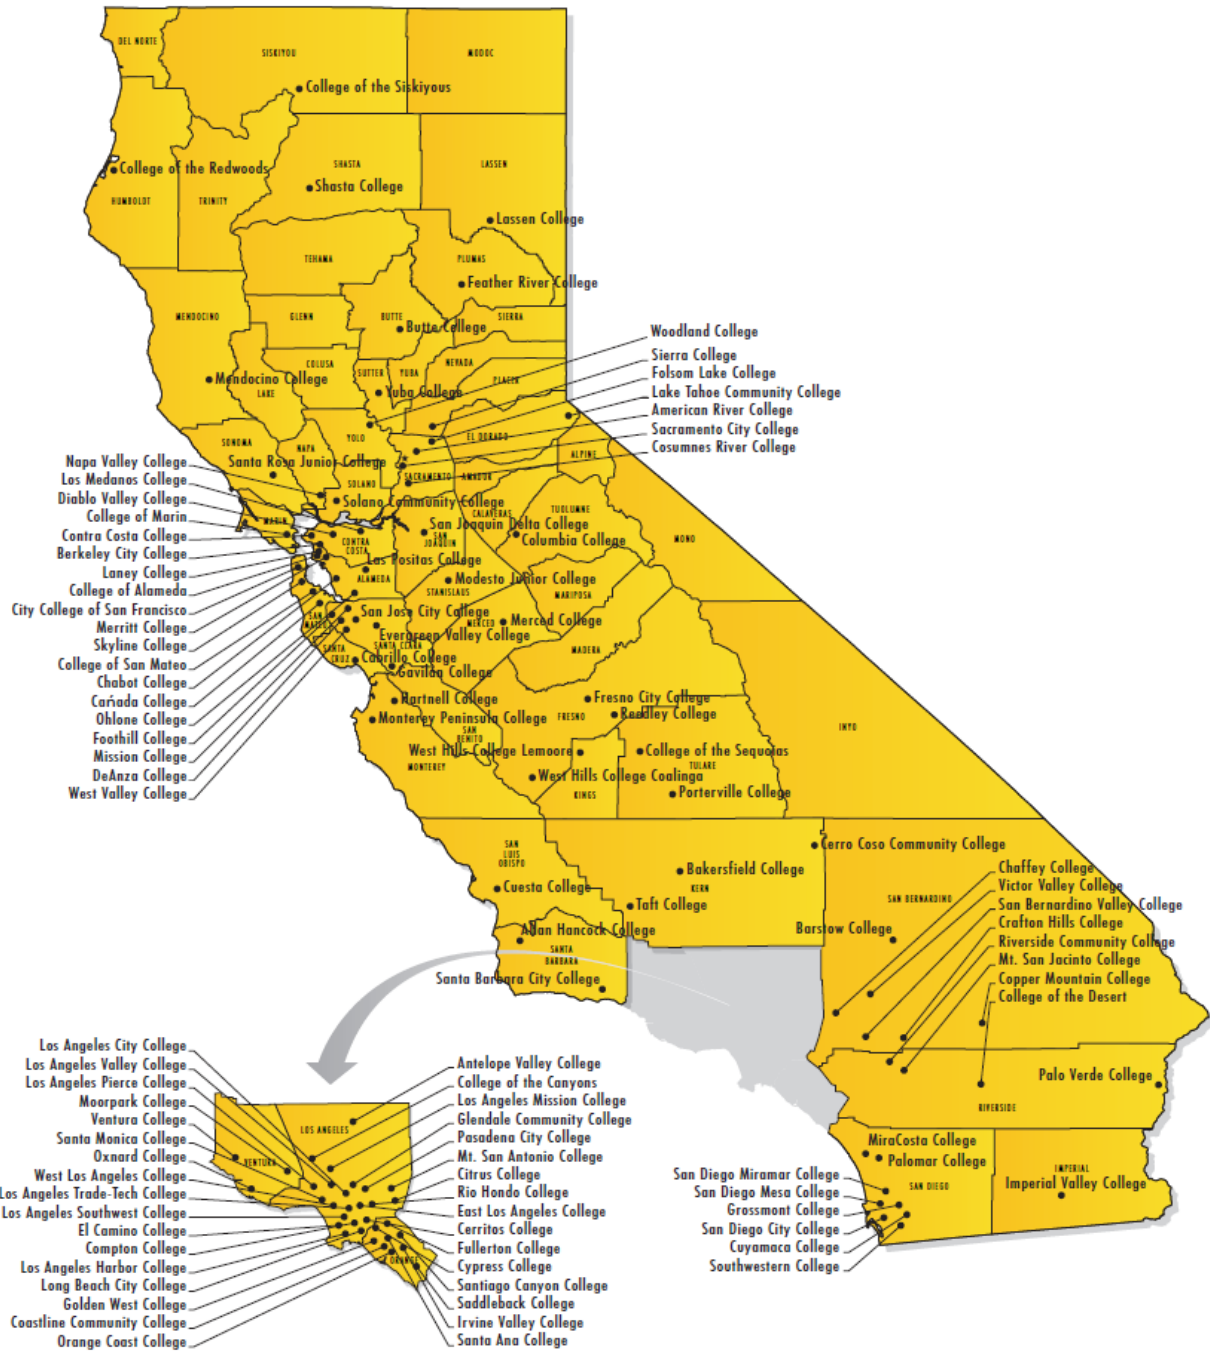 DEL NORTE
SISKIYOU
MODOC
College of the Siskiyous
College of the Redwoods
SHASTA
LASSEN
Shasta College
HUMBOLDT
TRINITY
Lassen College
TEHAMA
PLUMAS
Feather River College
MENDOCINO
GLENN
BUTTE
SIERRA
Butte College
Woodland College
Sierra College
Folsom Lake College
Lake Tahoe Community College
American River College
Sacramento City College
Cosumnes River College
COLUSA
SUTTER
YUBA
NEVADA
PLACER
Mendocino College
LAKE
Yuba College
SONOMA
NAPA
YOLO
EL DORADO
ALPINE
Santa Rosa Junior College
SOLANO
SACRAMENTO
AMADOR
Solano Community College
CALAVERAS
TUOLUMNE
MARIN
San Joaquin Delta College
CONTRA
COSTA
SAN
JOAQUIN
Columbia College
MONO
Las Positas College
ALAMEDA
Modesto Junior College
STANISLAUS
MARIPOSA
SAN
MATEO
San Jose City College
MERCED
Merced College
Evergreen Valley College
SANTA CLARA
MADERA
SANTA
CRUZ
Cabrillo College
Gavilan College
Hartnell College
Fresno City College
Monterey Peninsula College
FRESNO
Reedley College
SAN
BENITO
INYO
West Hills College Lemoore
College of the Sequoias
MONTEREY
TULARE
West Hills College Coalinga
KINGS
Porterville College
Napa Valley College
Los Medanos College
Diablo Valley College
College of Marin
Contra Costa College
Berkeley City College
Laney College
College of Alameda
City College of San Francisco
Merritt College
Skyline College
College of San Mateo
Chabot College
Cañada College
Ohlone College
Foothill College
Mission College
DeAnza College
West Valley College
SAN
LUIS
OBISPO
Cerro Coso Community College
Bakersfield College
KERN
Cuesta College
Taft College
SAN BERNARDINO
Allan Hancock College
Barstow College
SANTA
BARBARA
Santa Barbara City College
Chaffey College
Victor Valley College
San Bernardino Valley College
Crafton Hills College
Riverside Community College
Mt. San Jacinto College
Copper Mountain College
College of the Desert
Palo Verde College
RIVERSIDE
MiraCosta College
Palomar College
SAN DIEGO
IMPERIAL
Imperial Valley College
San Diego Miramar College
San Diego Mesa College
Grossmont College
San Diego City College
Cuyamaca College
Southwestern College
Los Angeles City College
Los Angeles Valley College
Los Angeles Pierce College
Moorpark College
Ventura College
Santa Monica College
Oxnard College
West Los Angeles College
Los Angeles Trade-Tech College
Los Angeles Southwest College
El Camino College
Compton College
Los Angeles Harbor College
Long Beach City College
Golden West College
Coastline Community College
Orange Coast College
LOS ANGELES
VENTURA
ORANGE
Antelope Valley College
College of the Canyons
Los Angeles Mission College
Glendale Community College
Pasadena City College
Mt. San Antonio College
Citrus College
Rio Hondo College
East Los Angeles College
Cerritos College
Fullerton College
Cypress College
Santiago Canyon College
Saddleback College
Irvine Valley College
Santa Ana College